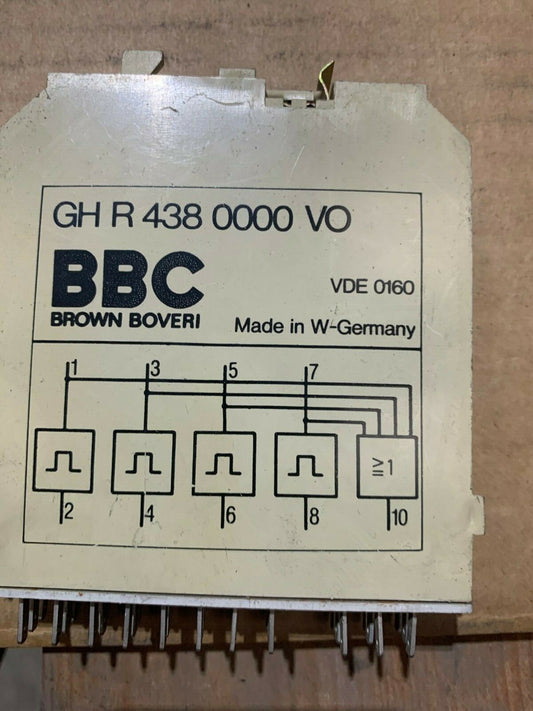 GH R 438 0000 VO
BBC
BROWN BOVERI
VDE 0160
Made in W-Germany
1 3 5 7
≧1
2 4 6 8 10